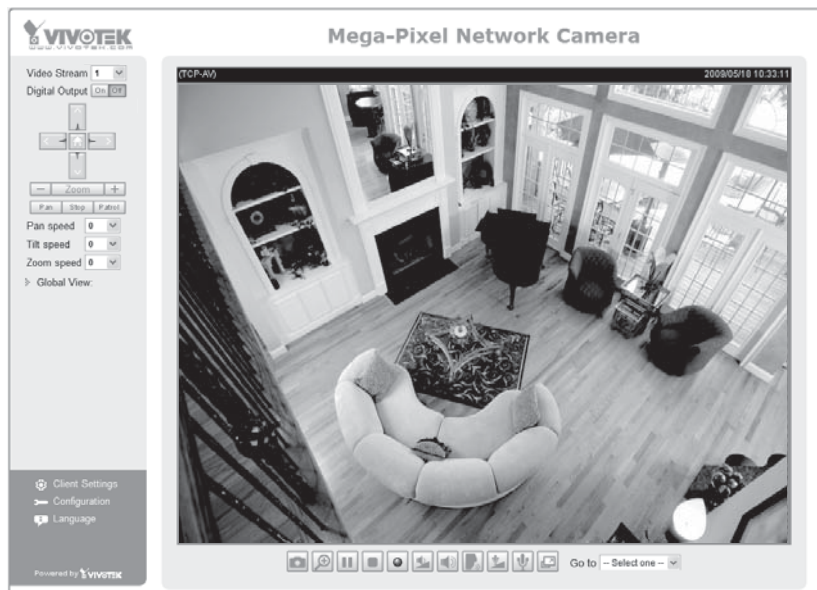 VIVOTEK
WWW.VIVOTEK.COM
Mega-Pixel Network Camera
Video Stream 1
Digital Output On Off
Zoom
Pan Stop Patrol
Pan speed 0
Tilt speed 0
Zoom speed 0
Global View:
Client Settings
Configuration
Language
Powered by VIVOTEK
(TCP-AV) 2009/05/18 10:33:11
Go to -- Select one --